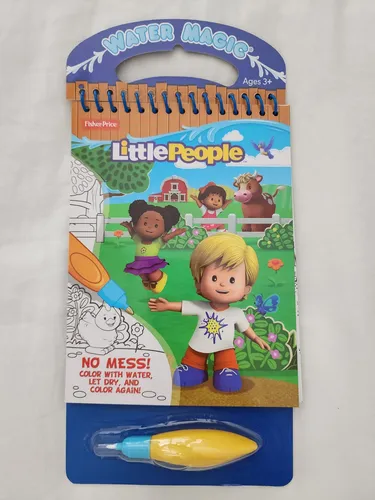 WATER MAGIC
Ages 3+
Fisher-Price
Little People
NO MESS!
COLOR WITH WATER,
LET DRY, AND
COLOR AGAIN!